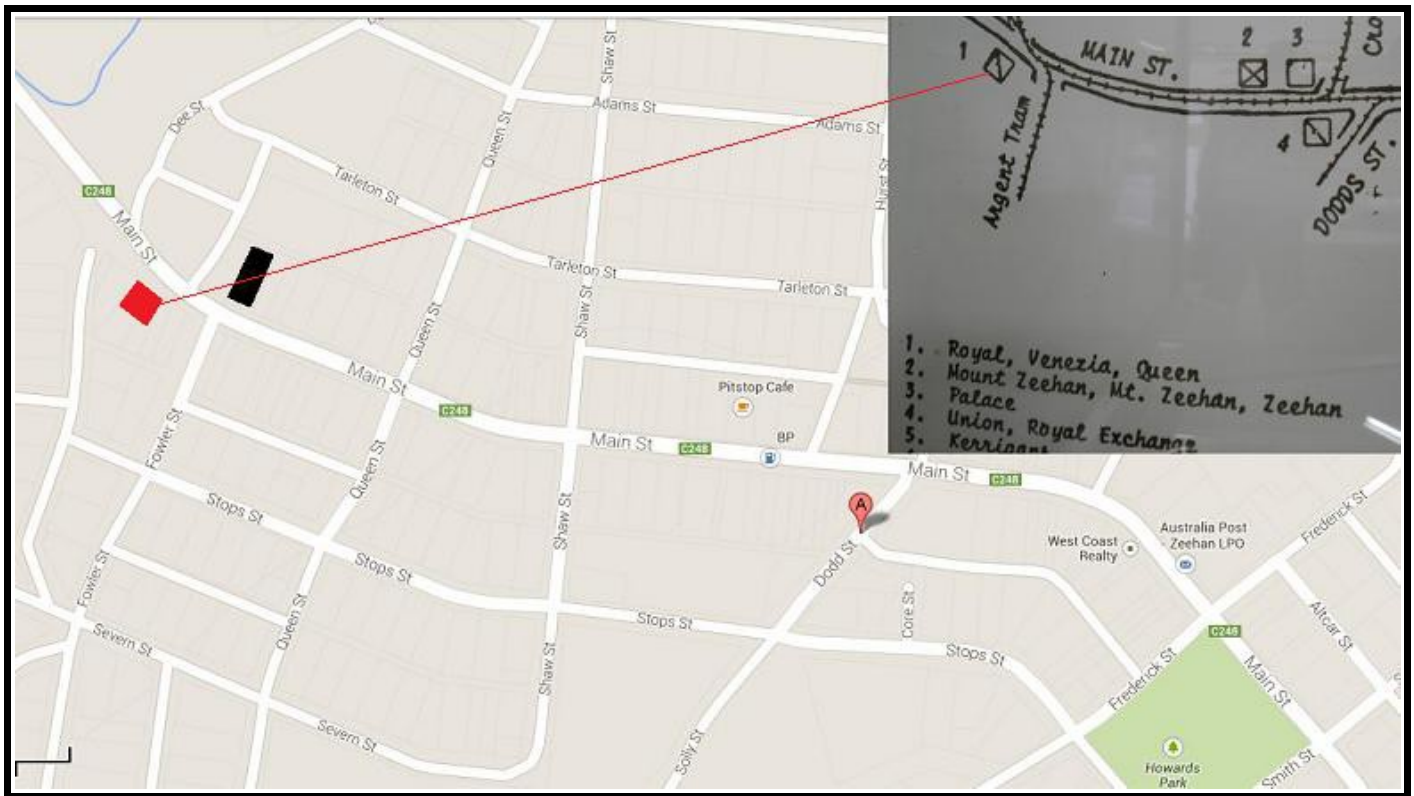 Adams St
Adams St
Shaw St
Dee St
Queen St
Hurst St
Tarleton St
C248
Main St
Tarleton St
Tarleton St
Queen St
Shaw St
Main St
Pitstop Cafe
C248
BP
Main St
C248
Main St
C248
Fowler St
Queen St
Stops St
Shaw St
A
Dodd St
West Coast
Realty
Australia Post
Zeehan LPO
Frederick St
Fowler St
Stops St
Core St
Altcar St
Severn St
Queen St
Stops St
Stops St
C248
Shaw St
Frederick St
Main St
Severn St
Solly St
Howards
Park
Smith St
1
MAIN ST.
2
3
Argent Tram
4
DODDS ST.
1. Royal, Venezia, Queen
2. Mount Zeehan, Mt. Zeehan, Zeehan
3. Palace
4. Union, Royal Exchange
5.